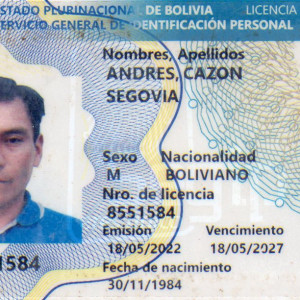 STADO PLURINACIONAL DE BOLIVIA LICENCIA
SERVICIO GENERAL DE IDENTIFICACIÓN PERSONAL
Nombres, Apellidos
ANDRES, CAZON
SEGOVIA
Sexo Nacionalidad
M BOLIVIANO
Nro. de licencia
8551584
Emisión Vencimiento
18/05/2022 18/05/2027
1584 Fecha de nacimiento
30/11/1984